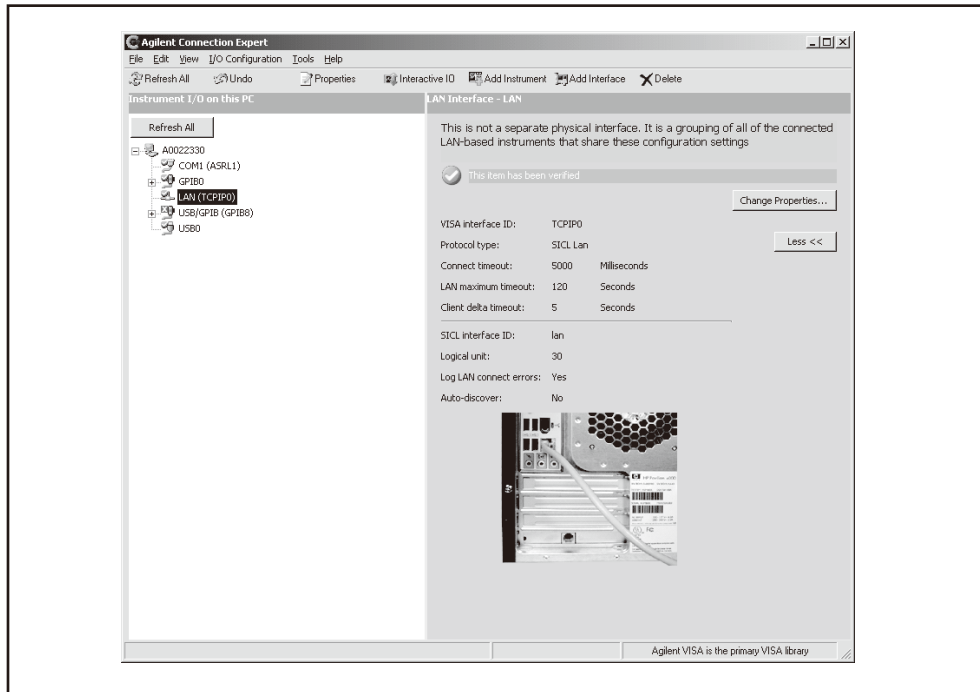 Agilent Connection Expert
File Edit View I/O Configuration Tools Help
Refresh All Undo Properties Interactive IO Add Instrument Add Interface Delete
Instrument I/O on this PC
Refresh All
A0022330
COM1 (ASRL1)
GPIB0
LAN (TCPIP0)
USB/GPIB (GPIB8)
USB0
LAN Interface - LAN
This is not a separate physical interface. It is a grouping of all of the connected
LAN-based instruments that share these configuration settings
This item has been verified
Change Properties...
VISA interface ID: TCPIP0
Less <<
Protocol type: SICL Lan
Connect timeout: 5000 Milliseconds
LAN maximum timeout: 120 Seconds
Client delta timeout: 5 Seconds
SICL interface ID: lan
Logical unit: 30
Log LAN connect errors: Yes
Auto-discover: No
Agilent VISA is the primary VISA library